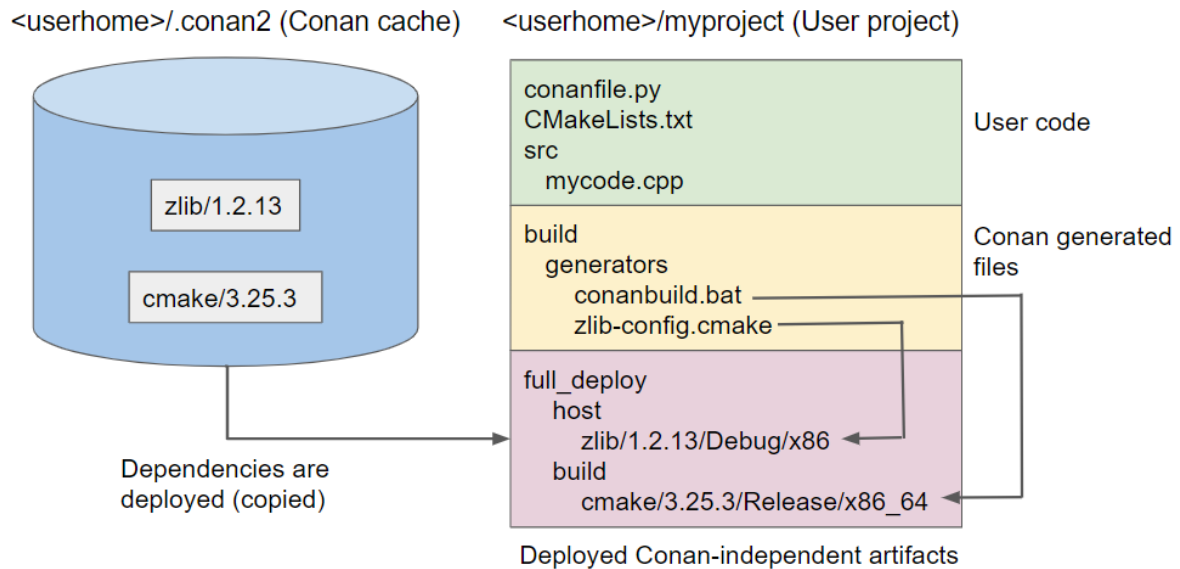 <userhome>/.conan2 (Conan cache)
zlib/1.2.13
cmake/3.25.3
Dependencies are
deployed (copied)
<userhome>/myproject (User project)
conanfile.py
CMakeLists.txt
src
mycode.cpp
User code
build
generators
conanbuild.bat
zlib-config.cmake
Conan generated
files
full_deploy
host
zlib/1.2.13/Debug/x86
build
cmake/3.25.3/Release/x86_64
Deployed Conan-independent artifacts